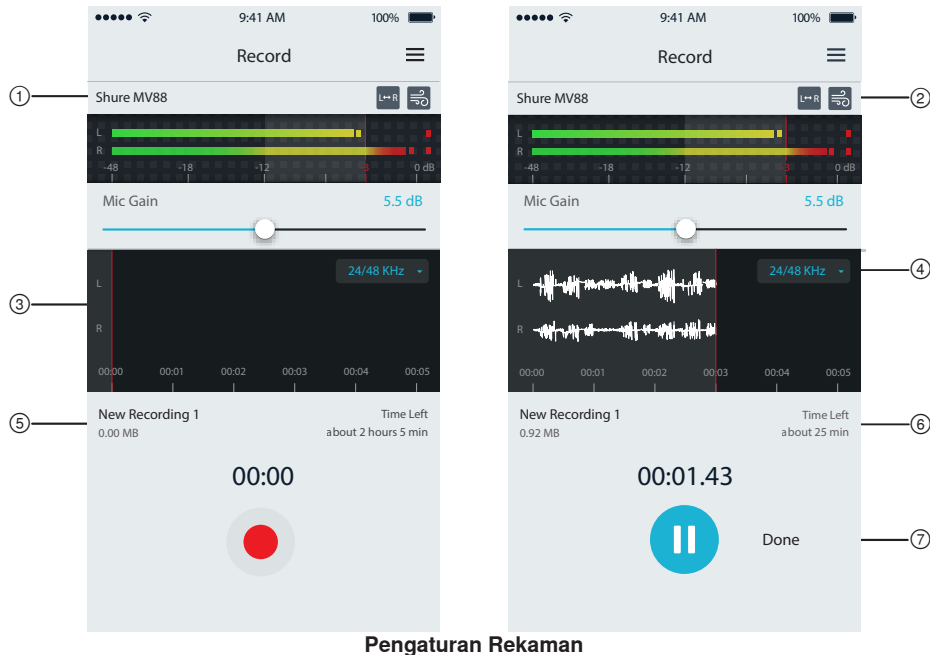 9:41 AM 100%
Record
① Shure MV88 L↔R
L
R
-48 -18 -12 -3 0 dB
Mic Gain 5.5 dB
24/48 KHz
③ L
R
00:00 00:01 00:02 00:03 00:04 00:05
⑤ New Recording 1 Time Left
0.00 MB about 2 hours 5 min
00:00
9:41 AM 100%
Record
Shure MV88 L↔R ②
L
R
-48 -18 -12 -3 0 dB
Mic Gain 5.5 dB
24/48 KHz ④
L
R
00:00 00:01 00:02 00:03 00:04 00:05
New Recording 1 Time Left ⑥
0.92 MB about 25 min
00:01.43
Done ⑦
Pengaturan Rekaman